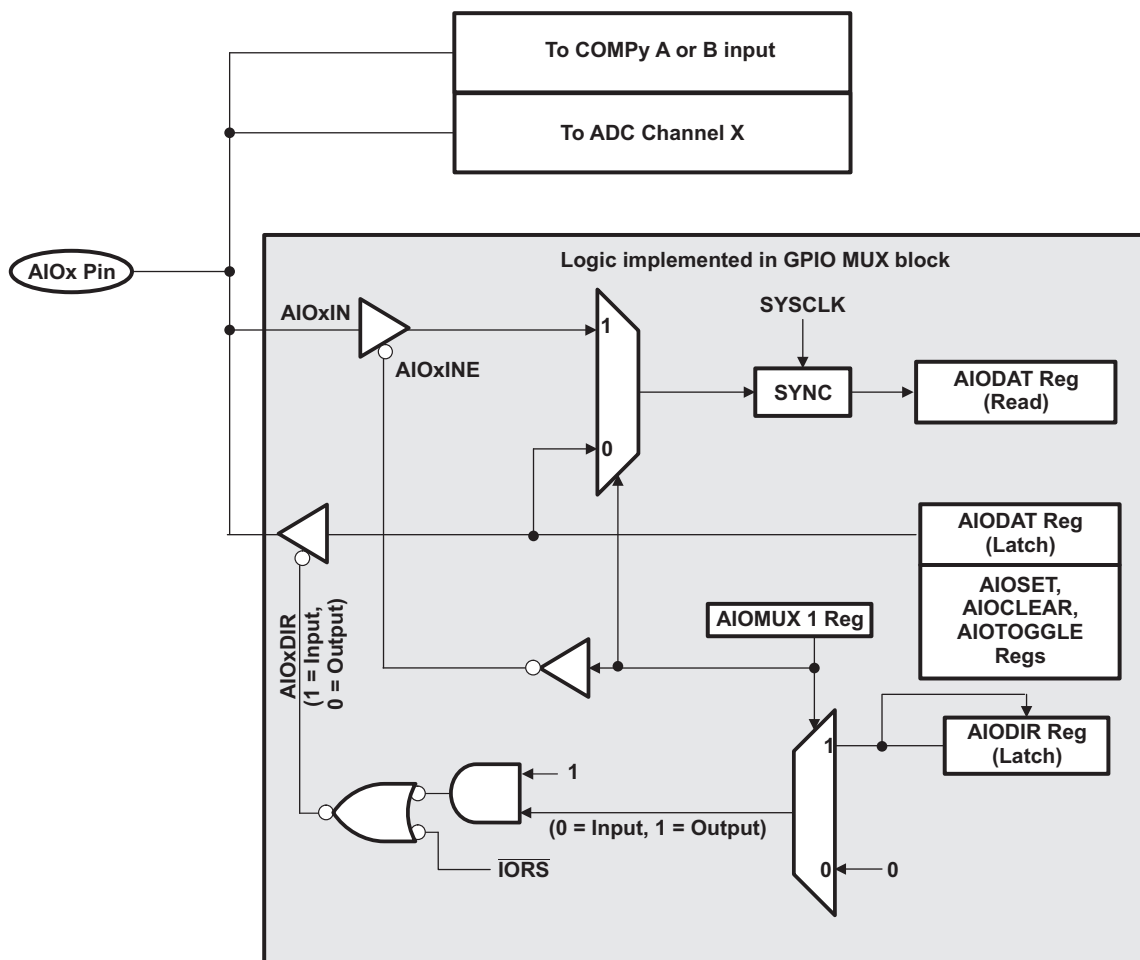 To COMPy A or B input
To ADC Channel X
AIOx Pin
Logic implemented in GPIO MUX block
AIOxIN
1
SYSCLK
AIOxINE
SYNC
AIODAT Reg
(Read)
0
AIODAT Reg
(Latch)
AIOSET,
AIOCLEAR,
AIOTOGGLE
Regs
AIOMUX 1 Reg
AIOxDIR
(1 = Input,
0 = Output)
1
AIODIR Reg
(Latch)
1
(0 = Input, 1 = Output)
IORS
0
0